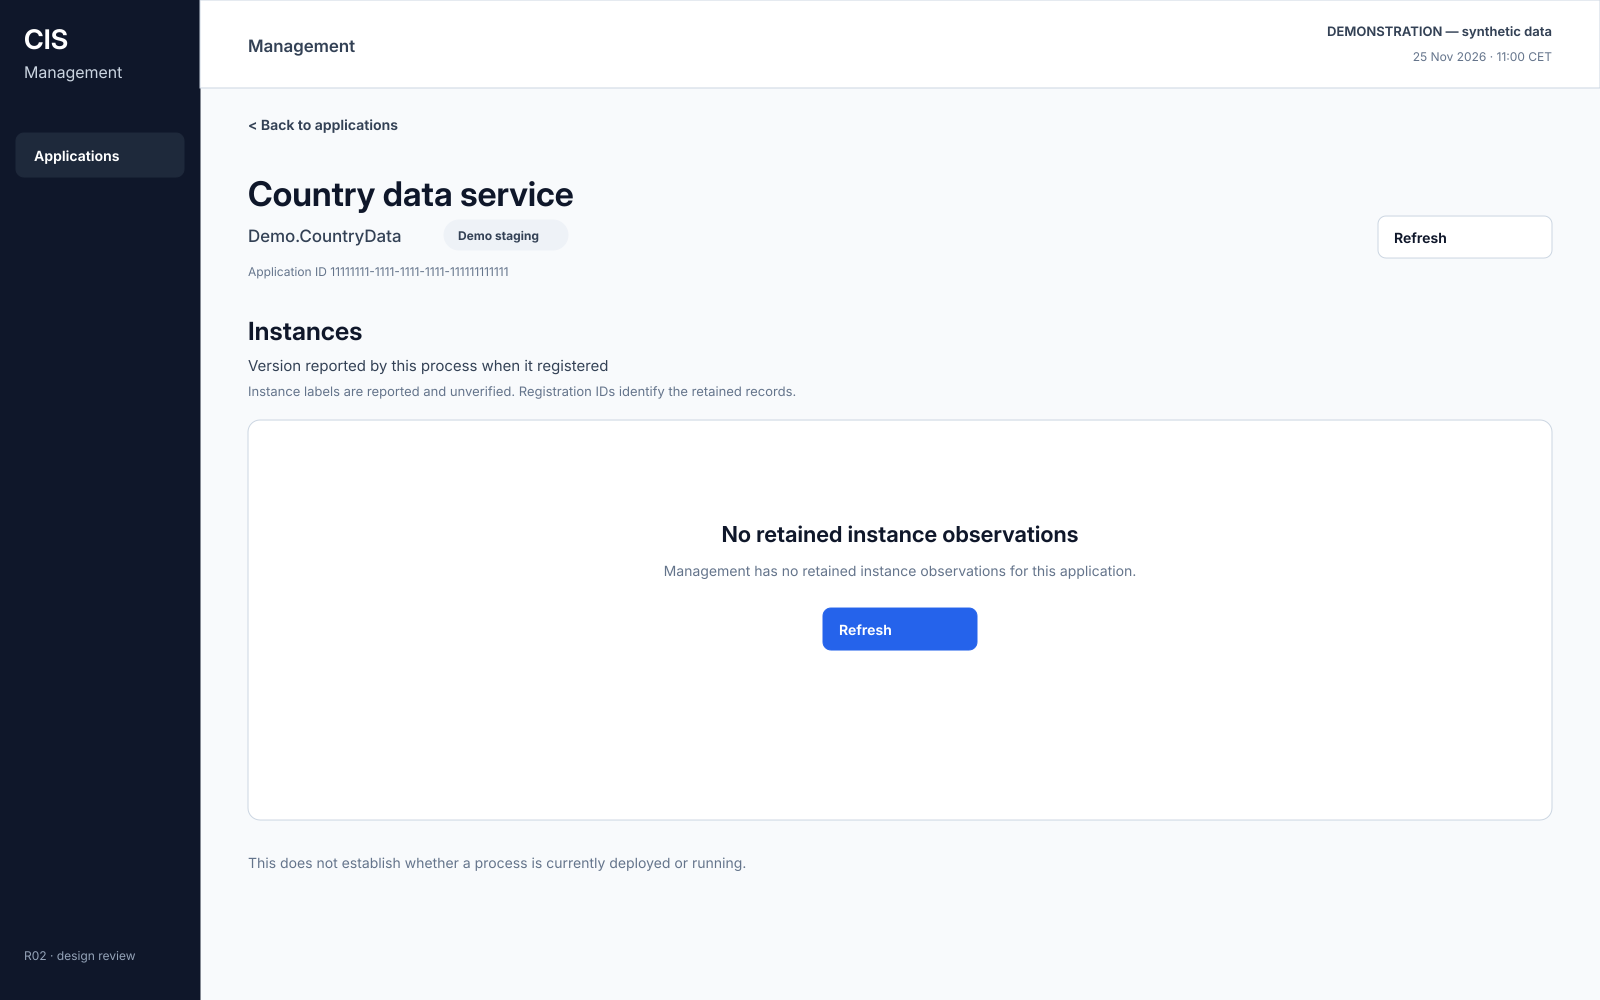 CIS
Management
Applications
R02 · design review
Management
DEMONSTRATION — synthetic data
25 Nov 2026 · 11:00 CET
< Back to applications
Country data service
Demo.CountryData
Demo staging
Application ID 11111111-1111-1111-1111-111111111111
Refresh
Instances
Version reported by this process when it registered
Instance labels are reported and unverified. Registration IDs identify the retained records.
No retained instance observations
Management has no retained instance observations for this application.
Refresh
This does not establish whether a process is currently deployed or running.